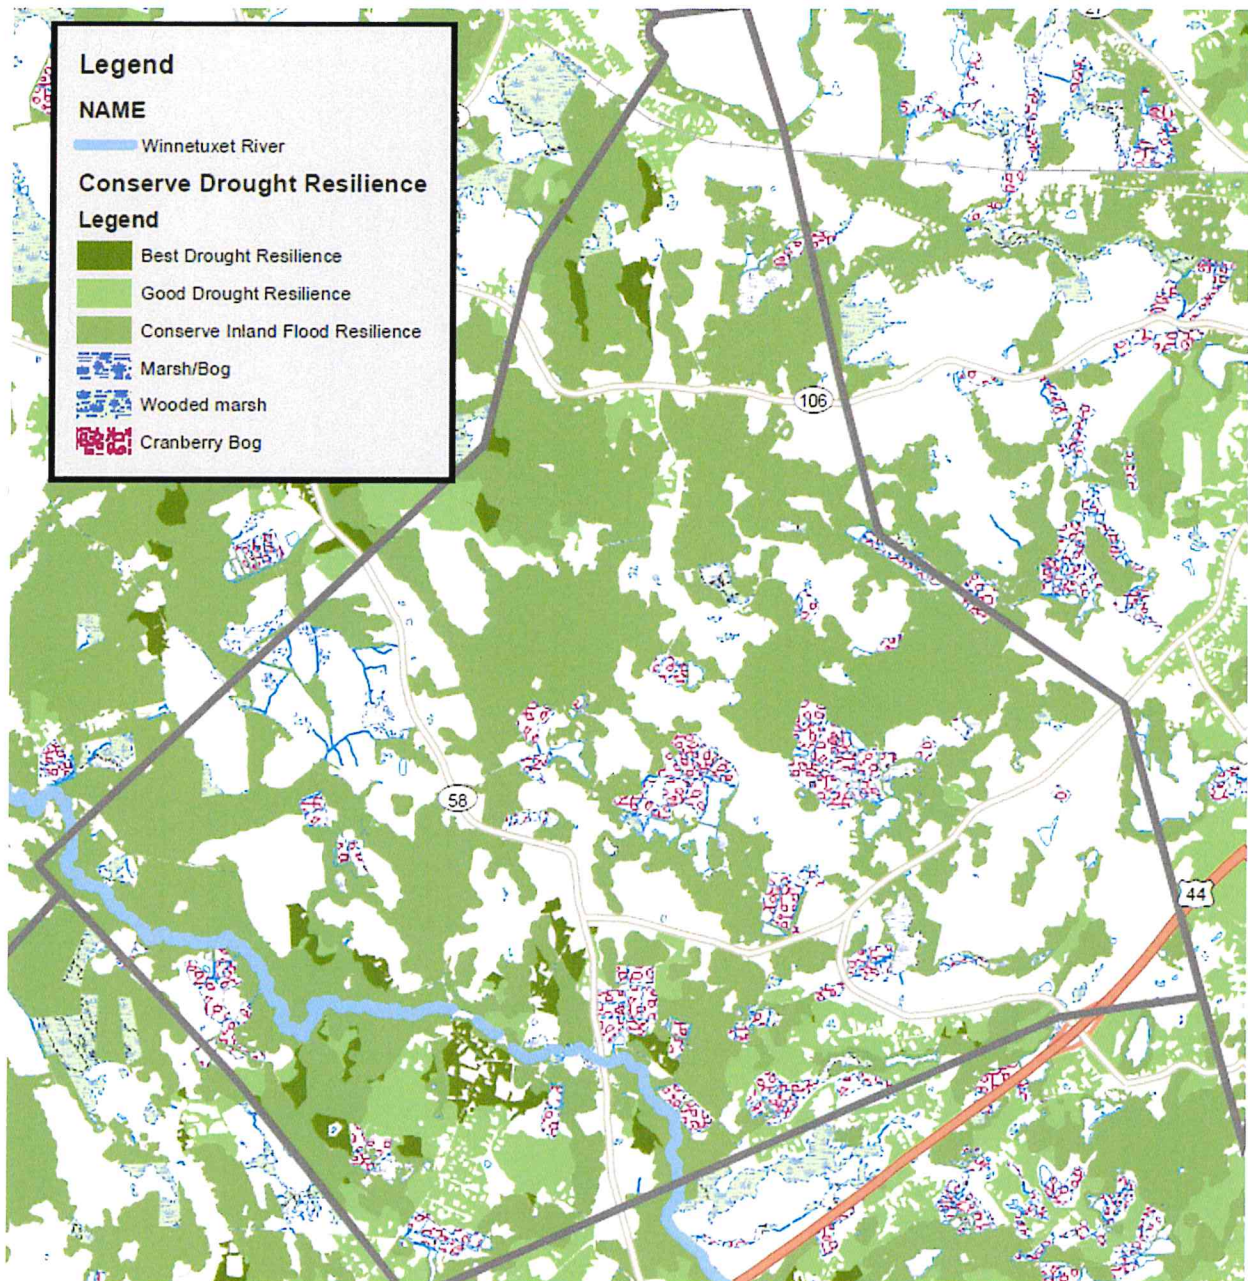 Legend
NAME
Winnetuxet River
Conserve Drought Resilience
Legend
Best Drought Resilience
Good Drought Resilience
Conserve Inland Flood Resilience
Marsh/Bog
Wooded marsh
Cranberry Bog
27
106
58
44